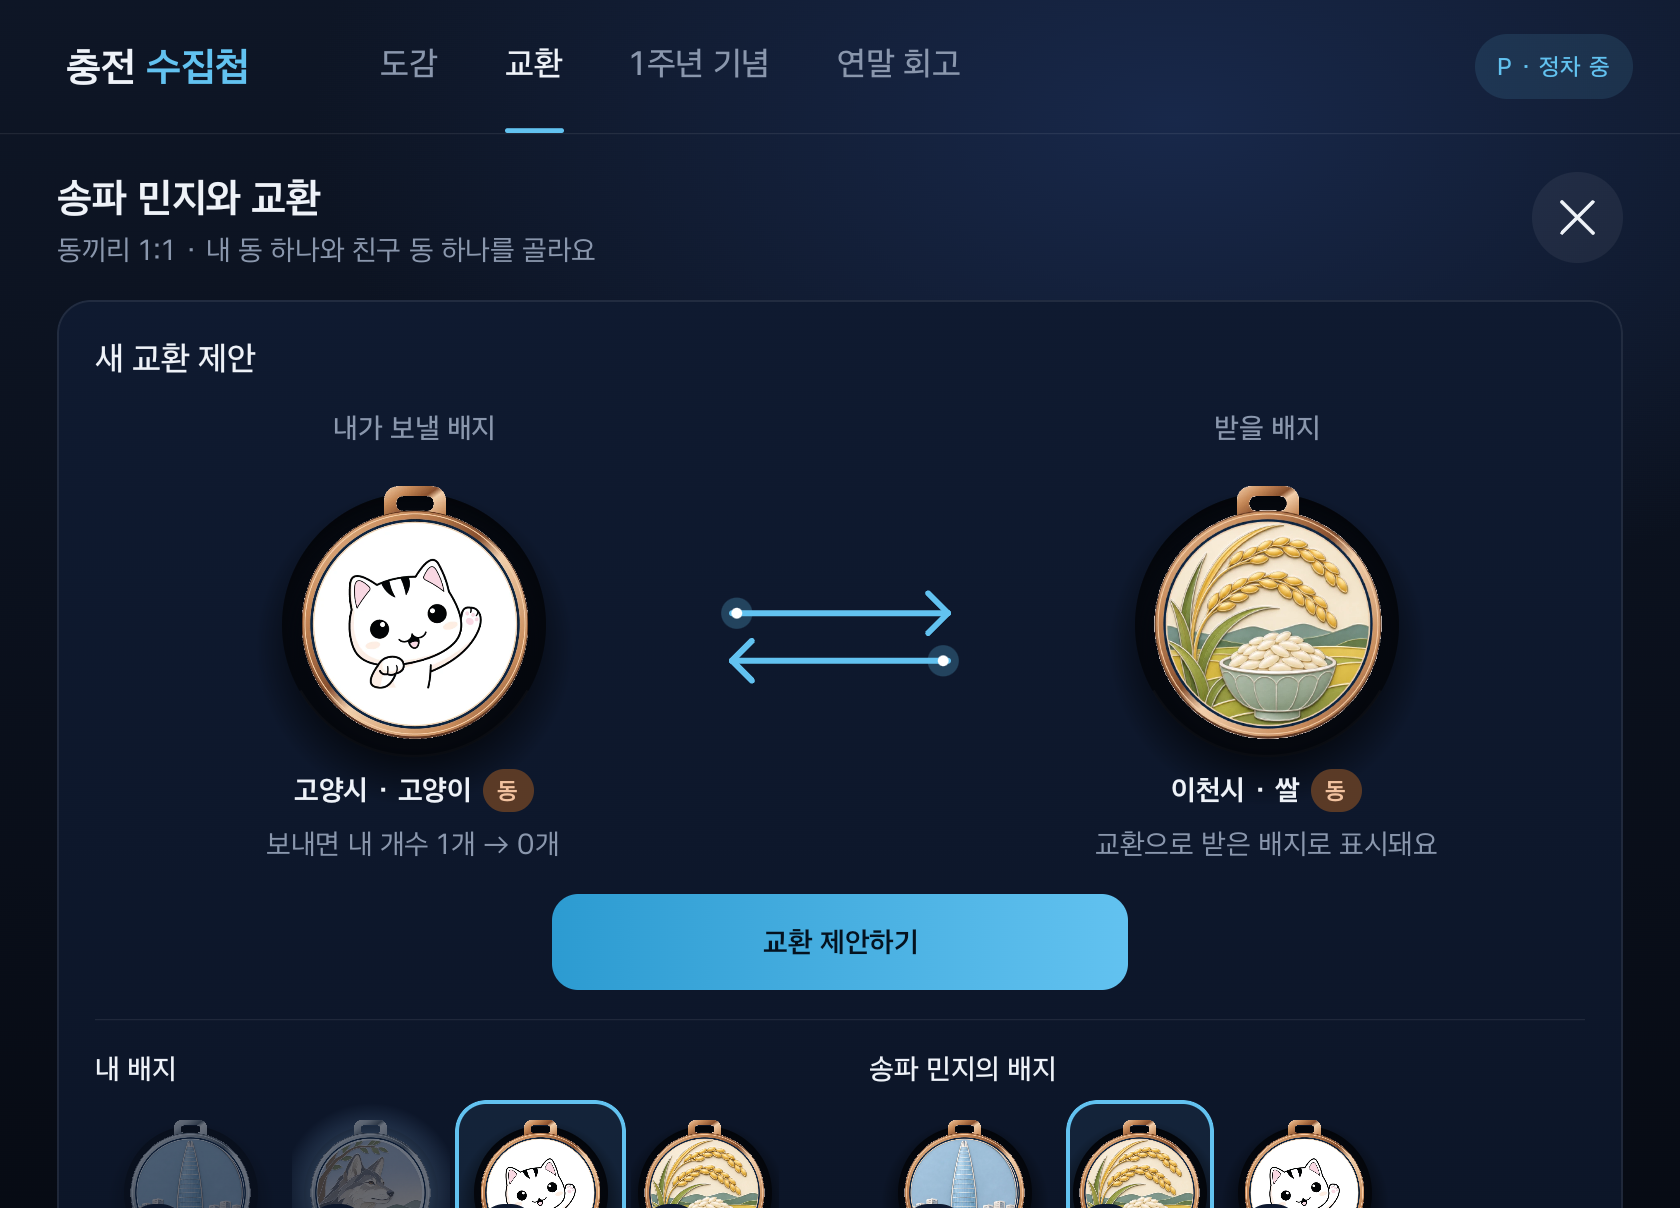 충전 수집첩
도감
교환
1주년 기념
연말 회고
P · 정차 중
송파 민지와 교환
동끼리 1:1 · 내 동 하나와 친구 동 하나를 골라요
새 교환 제안
내가 보낼 배지
받을 배지
고양시 · 고양이 동
보내면 내 개수 1개 → 0개
이천시 · 쌀 동
교환으로 받은 배지로 표시돼요
교환 제안하기
내 배지
송파 민지의 배지